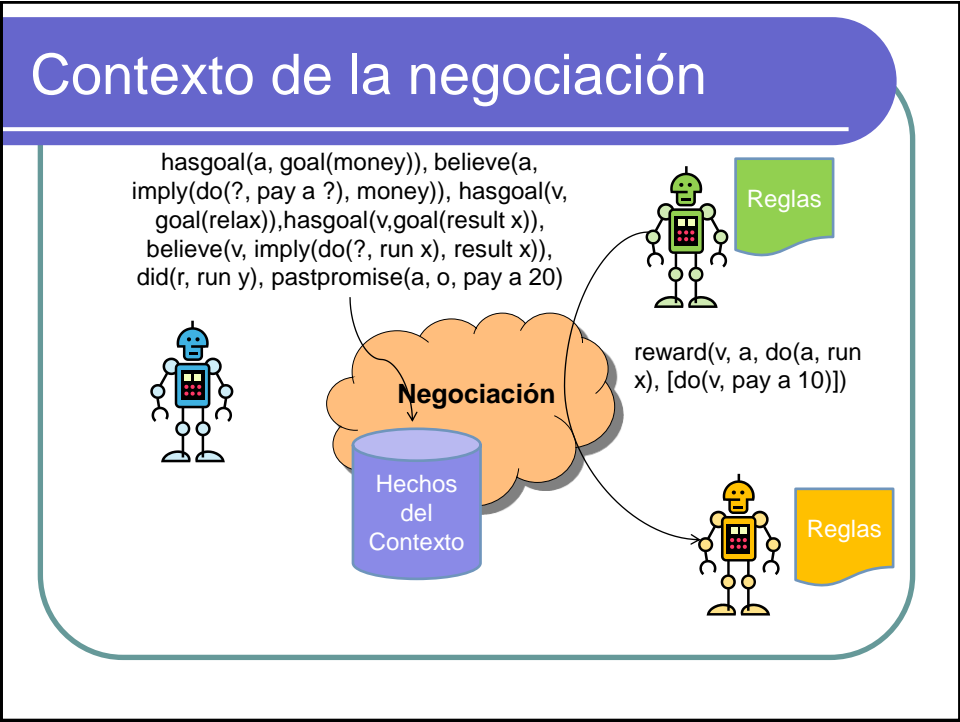 Contexto de la negociación
hasgoal(a, goal(money)), believe(a,
imply(do(?, pay a ?), money)), hasgoal(v,
goal(relax)),hasgoal(v,goal(result x)),
believe(v, imply(do(?, run x), result x)),
did(r, run y), pastpromise(a, o, pay a 20)
Reglas
reward(v, a, do(a, run
x), [do(v, pay a 10)])
Negociación
Hechos
del
Contexto
Reglas